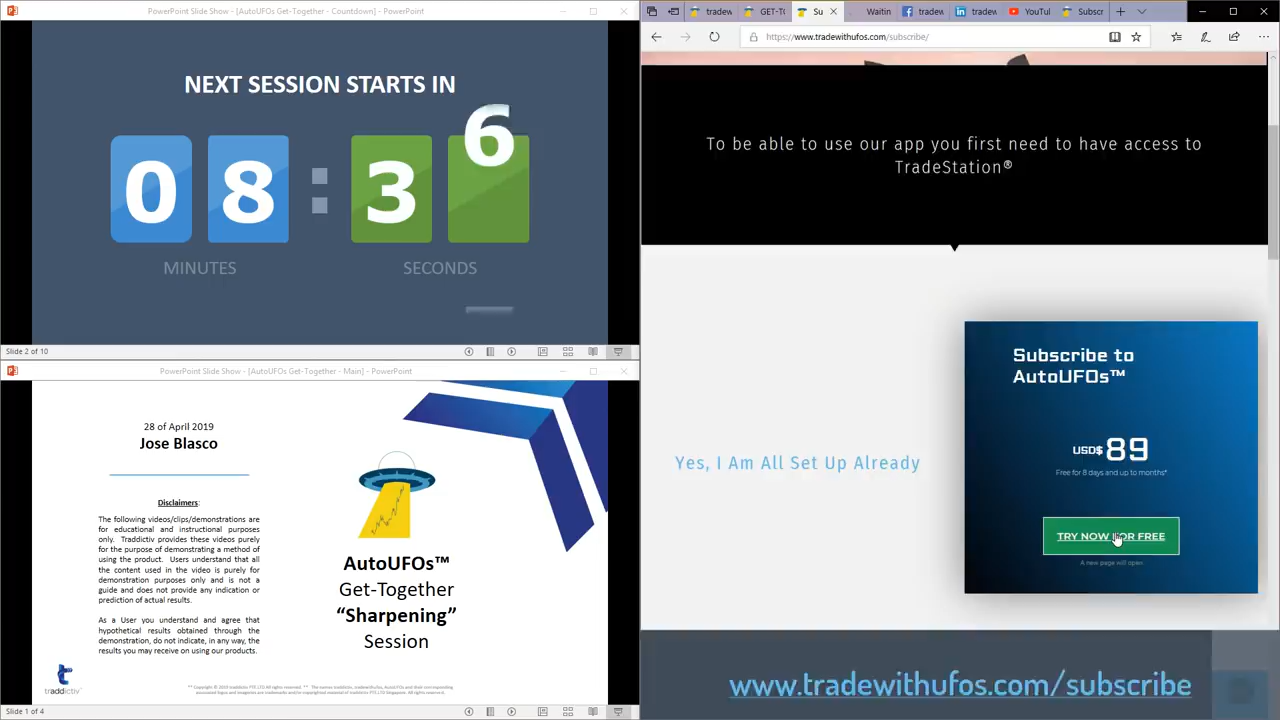 PowerPoint Slide Show - [AutoUFOs Get-Together - Countdown] - PowerPoint
NEXT SESSION STARTS IN
08 : 36
MINUTES
SECONDS
Slide 2 of 10
PowerPoint Slide Show - [AutoUFOs Get-Together - Main] - PowerPoint
28 of April 2019
Jose Blasco
Disclaimers:
The following videos/clips/demonstrations are
for educational and instructional purposes
only. Traddictiv provides these videos purely
for the purpose of demonstrating a method of
using the product. Users understand that all
the content used in the video is purely for
demonstration purposes only and is not a
guide and does not provide any indication or
prediction of actual results.
As a User you understand and agree that
hypothetical results obtained through the
demonstration, do not indicate, in any way, the
results you may receive on using our products.
traddictiv
AutoUFOs™
Get-Together
“Sharpening”
Session
Slide 1 of 4
tradew
GET-To
Su
Waitin
tradew
tradew
YouTul
Subscr
https://www.tradewithufos.com/subscribe/
To be able to use our app you first need to have access to
TradeStation®
Yes, I Am All Set Up Already
Subscribe to
AutoUFOs™
USD$ 89
Free for 8 days and up to months*
TRY NOW FOR FREE
A new page will open
www.tradewithufos.com/subscribe